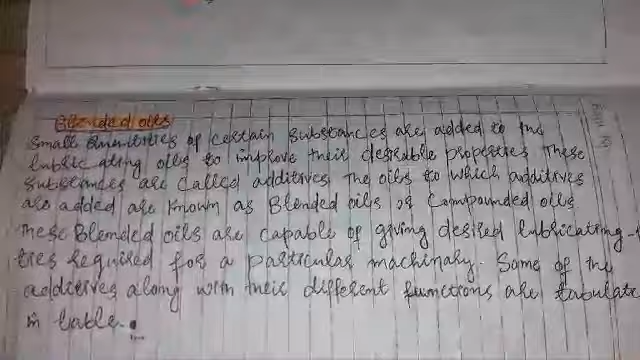 Blended oils
Small Quantities of certain substances are added to the
lubricating oils to improve their desirable properties These
substances are called additives. The oils to which additives
are added are known as Blended oils or Compounded oils.
These Blended oils are capable of giving desired lubricating
ties required for a particular machinary. Some of the
additives along with their different functions are tabulate
in table.